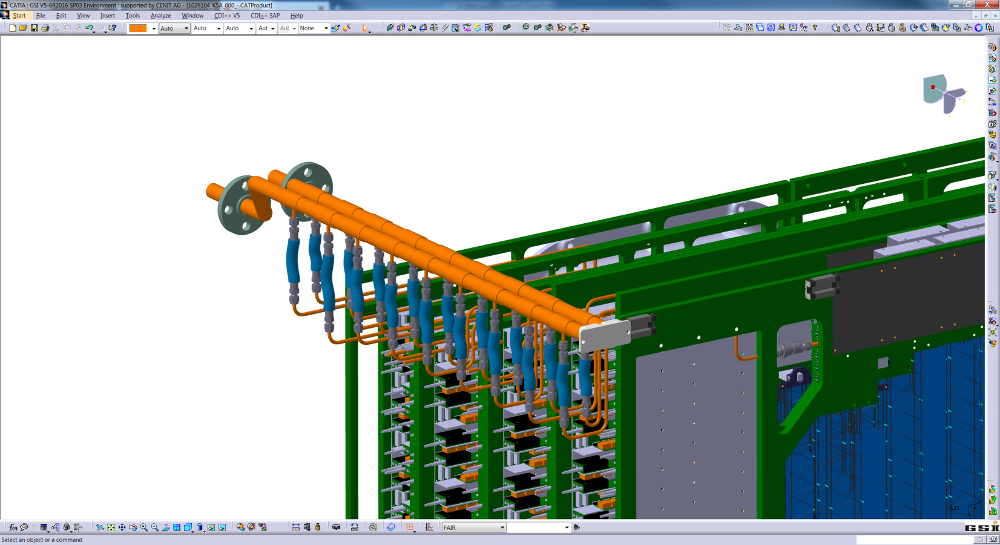 CATIA : GSI V5-6R2016 SP03 Environment : supported by CENIT AG - [1029104_K5A_000_-.CATProduct]
Start File Edit View Insert Tools Analyze Window CDI++ V5 CDI++ SAP Help
Auto Auto Auto Aut Aut None
0.33
f(x) FAIR
GSI
Select an object or a command